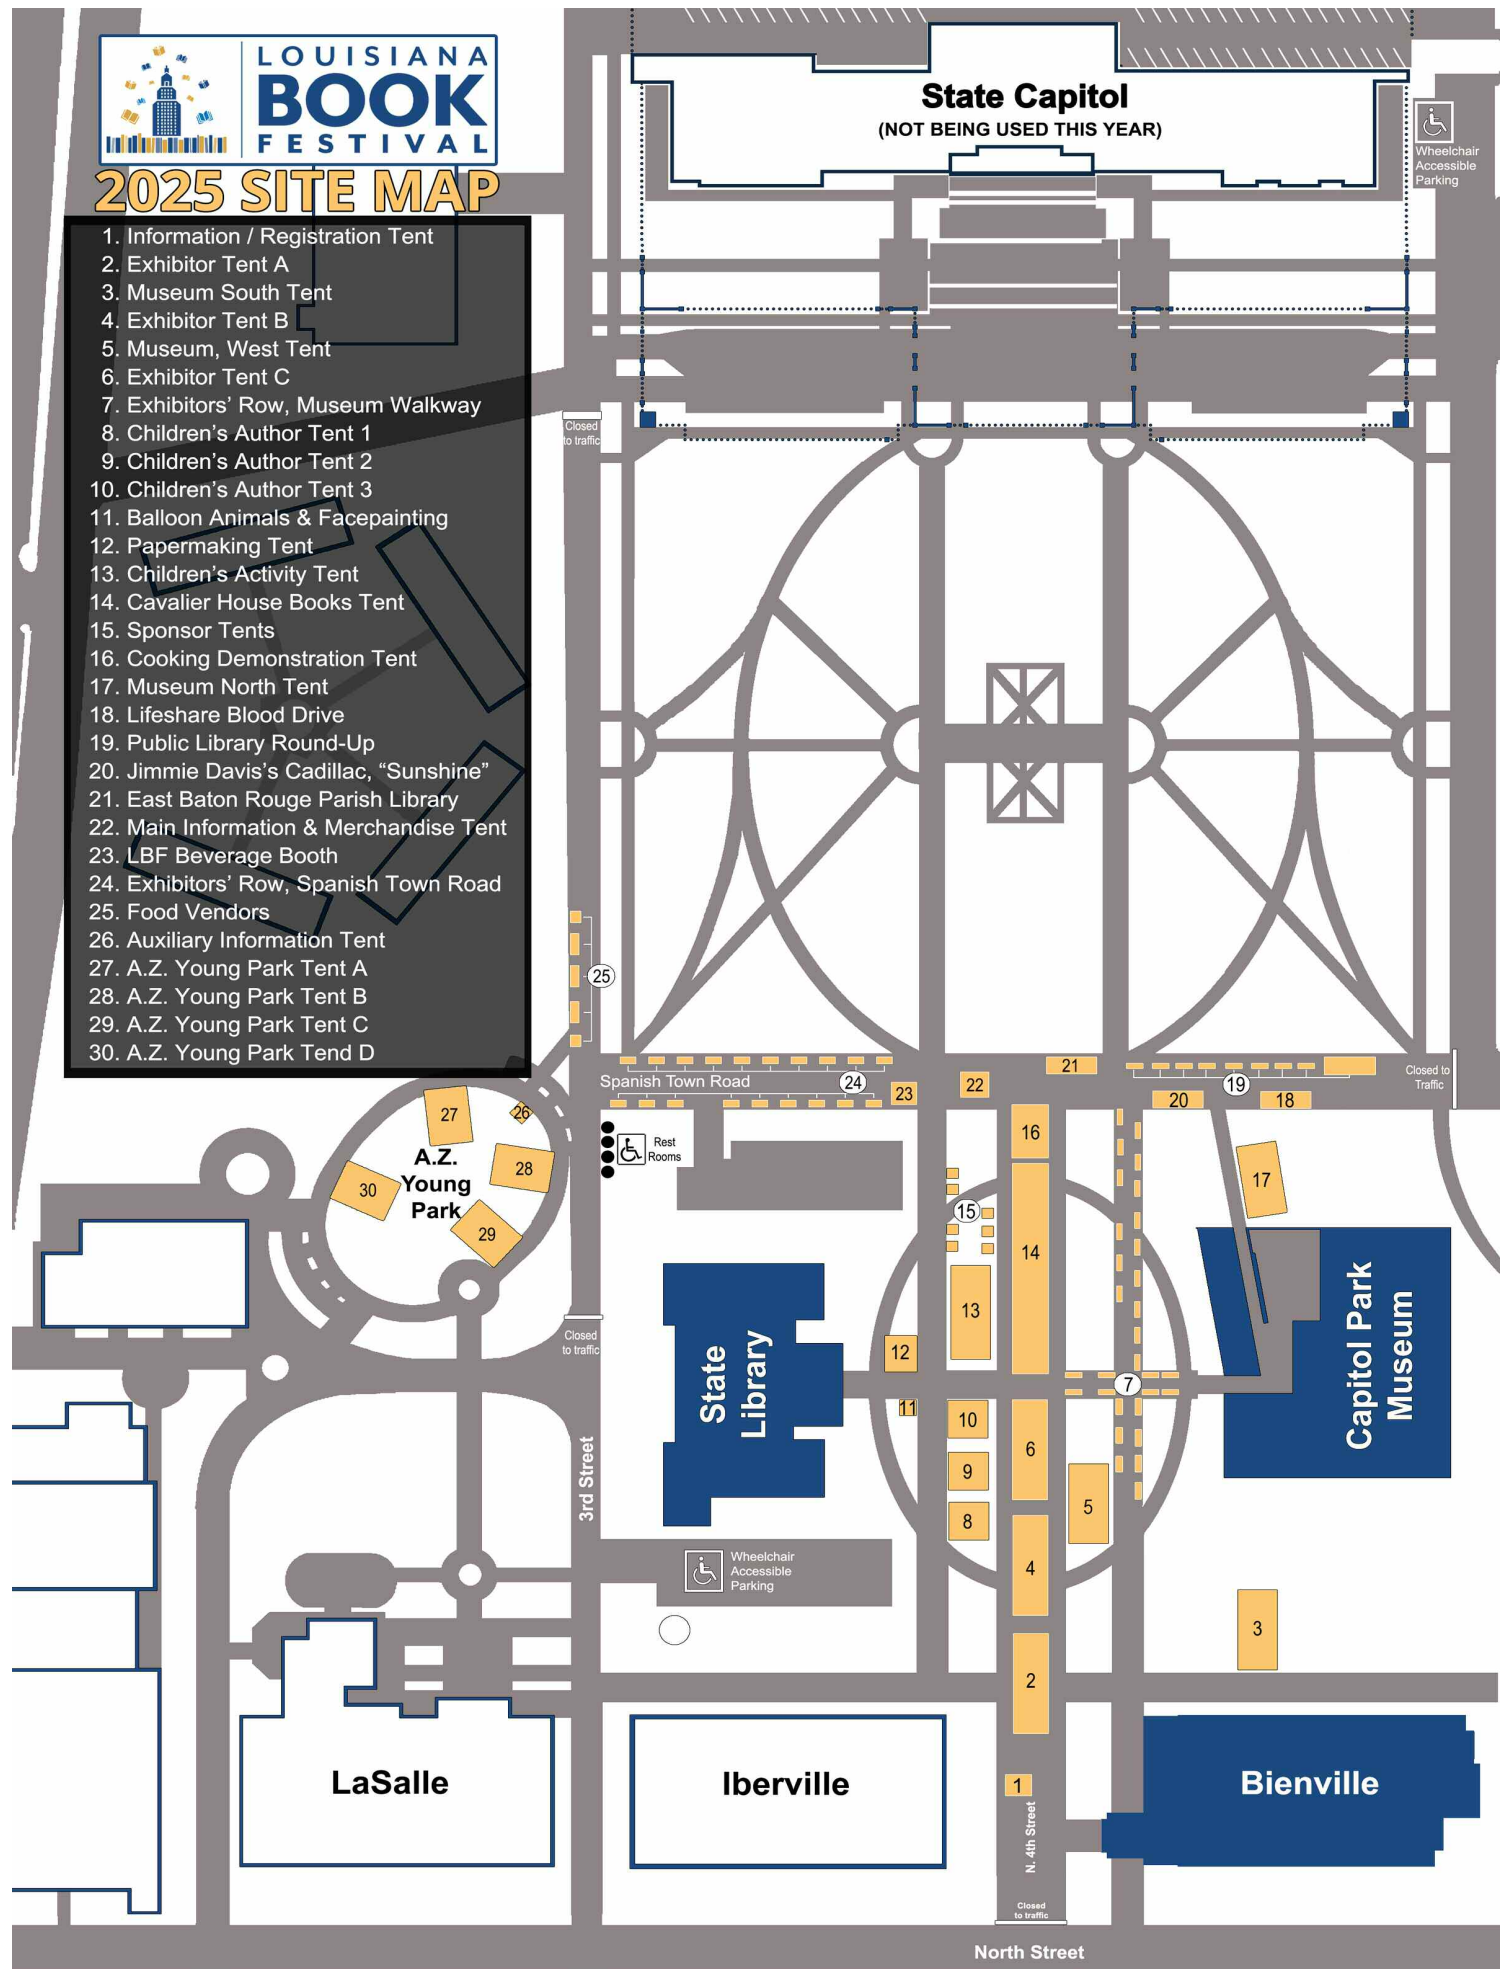 LOUISIANA
BOOK
FESTIVAL
2025 SITE MAP
1. Information / Registration Tent
2. Exhibitor Tent A
3. Museum South Tent
4. Exhibitor Tent B
5. Museum, West Tent
6. Exhibitor Tent C
7. Exhibitors’ Row, Museum Walkway
8. Children’s Author Tent 1
9. Children’s Author Tent 2
10. Children’s Author Tent 3
11. Balloon Animals & Facepainting
12. Papermaking Tent
13. Children’s Activity Tent
14. Cavalier House Books Tent
15. Sponsor Tents
16. Cooking Demonstration Tent
17. Museum North Tent
18. Lifeshare Blood Drive
19. Public Library Round-Up
20. Jimmie Davis’s Cadillac, “Sunshine”
21. East Baton Rouge Parish Library
22. Main Information & Merchandise Tent
23. LBF Beverage Booth
24. Exhibitors’ Row, Spanish Town Road
25. Food Vendors
26. Auxiliary Information Tent
27. A.Z. Young Park Tent A
28. A.Z. Young Park Tent B
29. A.Z. Young Park Tent C
30. A.Z. Young Park Tend D
State Capitol
(NOT BEING USED THIS YEAR)
Wheelchair
Accessible
Parking
Closed
to traffic
25
Spanish Town Road
24
23
22
21
19
20
18
Closed to
Traffic
27
26
28
A.Z.
Young
Park
30
29
Rest
Rooms
16
15
14
17
13
12
11
10
9
8
7
6
5
4
3
2
1
State
Library
Capitol Park
Museum
Closed
to traffic
3rd Street
Wheelchair
Accessible
Parking
LaSalle
Iberville
Bienville
N. 4th Street
Closed
to traffic
North Street